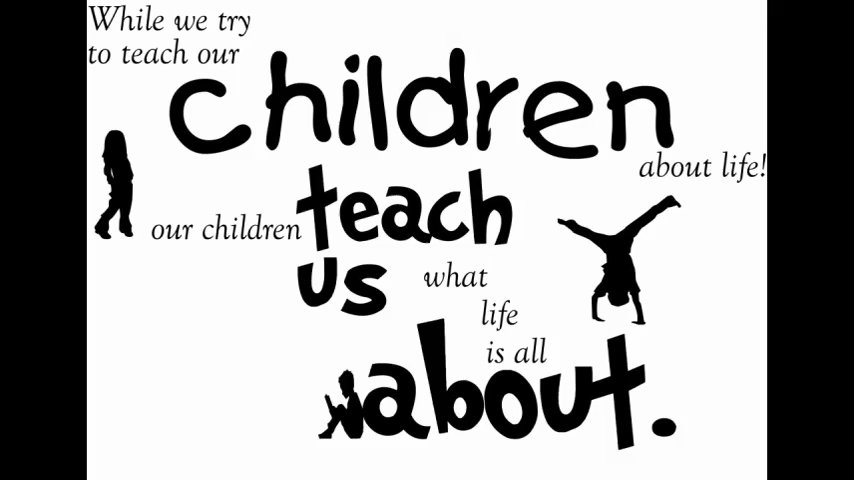 While we try
to teach our
children
about life!
our children teach
us what
life
is all
about.